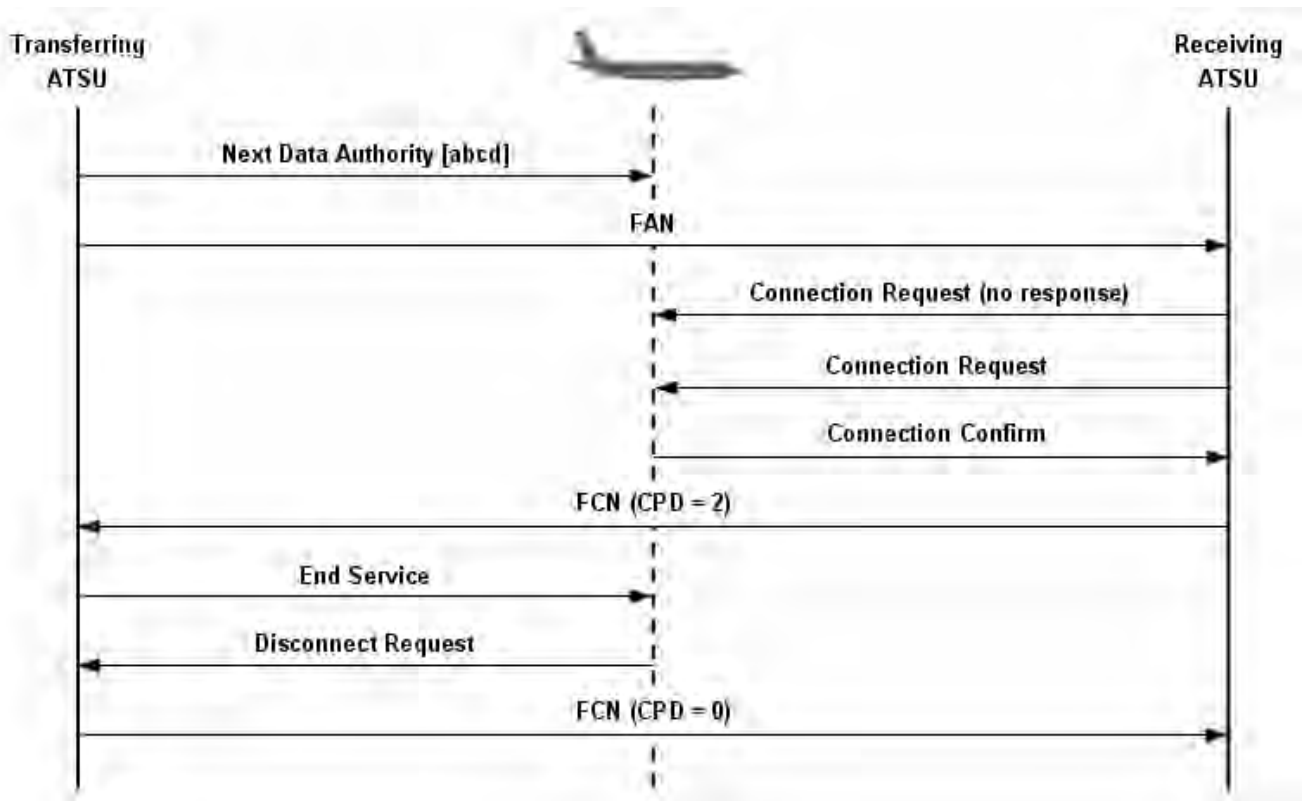 Transferring
ATSU
Receiving
ATSU
Next Data Authority [abcd]
FAN
Connection Request (no response)
Connection Request
Connection Confirm
FCN (CPD = 2)
End Service
Disconnect Request
FCN (CPD = 0)